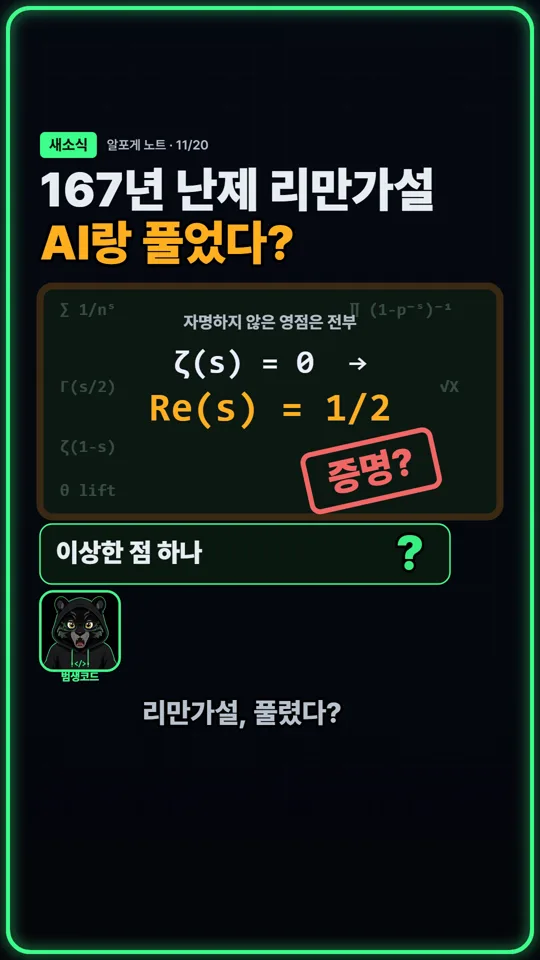 새소식 알포게 노트 · 11/20
167년 난제 리만가설
AI랑 풀었다?
∑ 1/nˢ
∏ (1-p⁻ˢ)⁻¹
자명하지 않은 영점은 전부
ζ(s) = 0 →
Γ(s/2)
√X
Re(s) = 1/2
ζ(1-s)
증명?
θ lift
이상한 점 하나 ?
</>
범생코드
리만가설, 풀렸다?